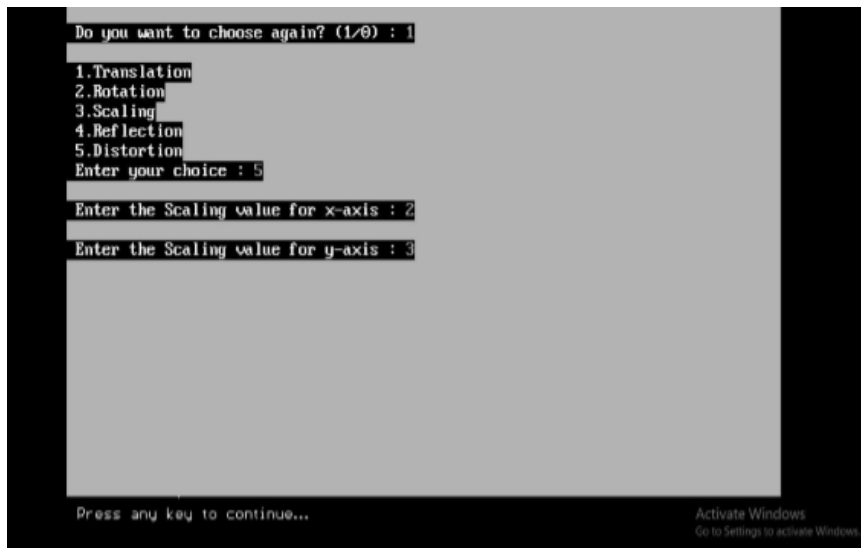 Do you want to choose again? (1/0) : 1
1.Translation
2.Rotation
3.Scaling
4.Reflection
5.Distortion
Enter your choice : 5
Enter the Scaling value for x-axis : 2
Enter the Scaling value for y-axis : 3
Press any key to continue...
Activate Windows
Go to Settings to activate Windows